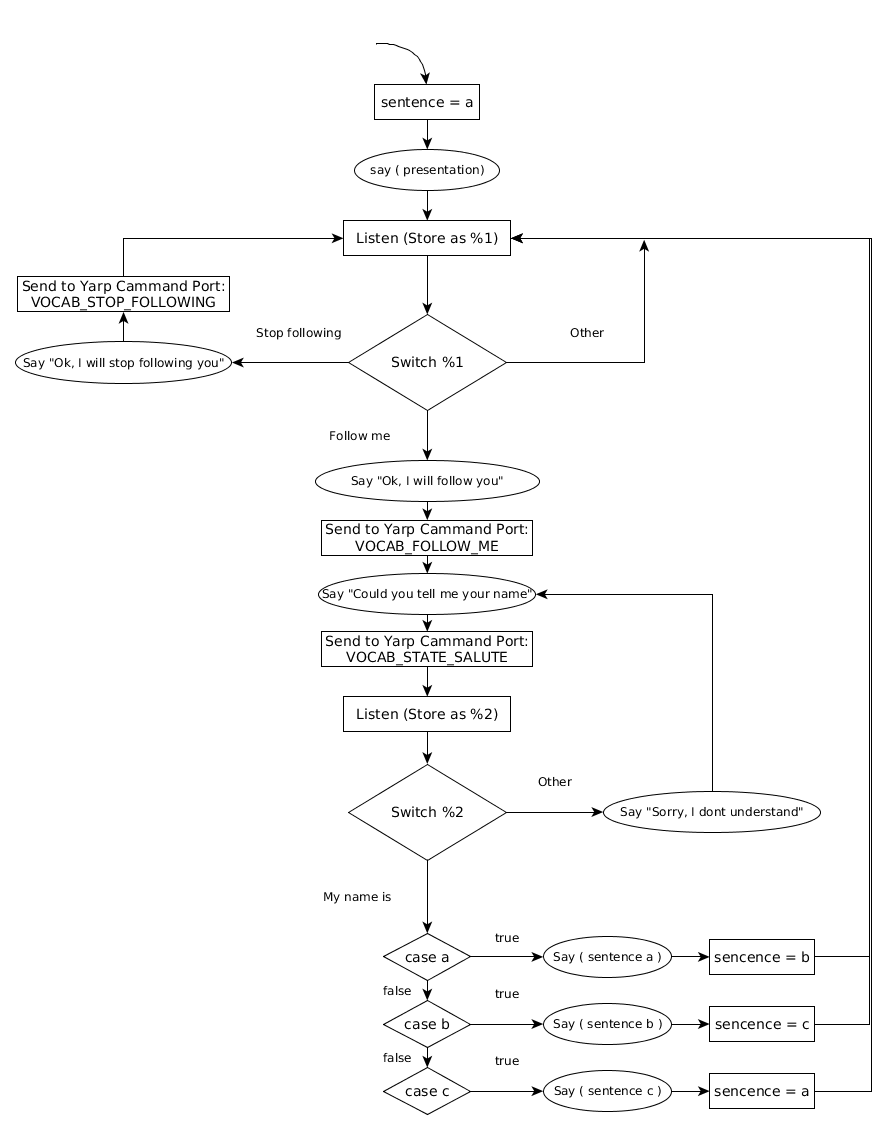 sentence = a
say ( presentation)
Listen (Store as %1)
Send to Yarp Cammand Port:
VOCAB_STOP_FOLLOWING
Stop following
Other
Say "Ok, I will stop following you"
Switch %1
Follow me
Say "Ok, I will follow you"
Send to Yarp Cammand Port:
VOCAB_FOLLOW_ME
Say "Could you tell me your name"
Send to Yarp Cammand Port:
VOCAB_STATE_SALUTE
Listen (Store as %2)
Other
Switch %2
Say "Sorry, I dont understand"
My name is
true
case a
Say ( sentence a )
sencence = b
false
true
case b
Say ( sentence b )
sencence = c
false
true
case c
Say ( sentence c )
sencence = a